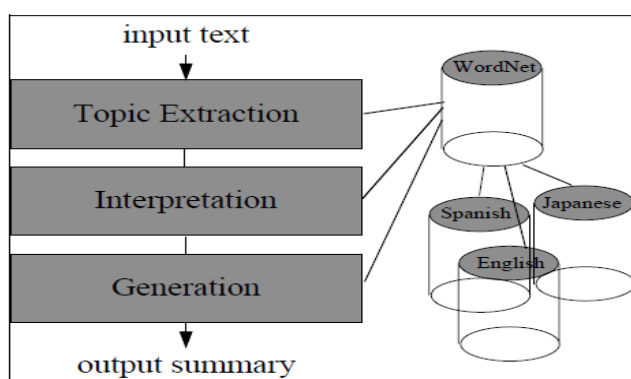 input text
Topic Extraction
Interpretation
Generation
output summary
WordNet
Spanish
Japanese
English